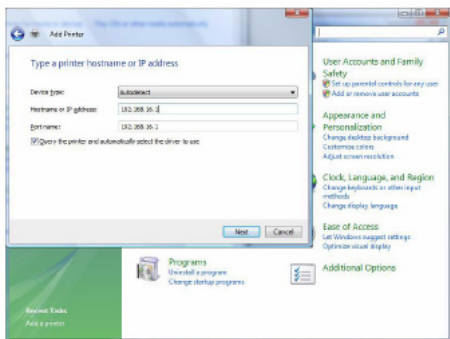 Add Printer
Type a printer hostname or IP address
Device type:
Autodetect
Hostname or IP address:
192.168.16.1
Port name:
192.168.16.1
Query the printer and automatically select the driver to use
Next
Cancel
User Accounts and Family
Safety
Set up parental controls for any user
Add or remove user accounts
Appearance and
Personalization
Change desktop background
Customize colors
Adjust screen resolution
Clock, Language, and Region
Change keyboards or other input
methods
Change display language
Ease of Access
Let Windows suggest settings
Optimize visual display
Programs
Uninstall a program
Change startup programs
Additional Options
Recent Tasks
Add a printer